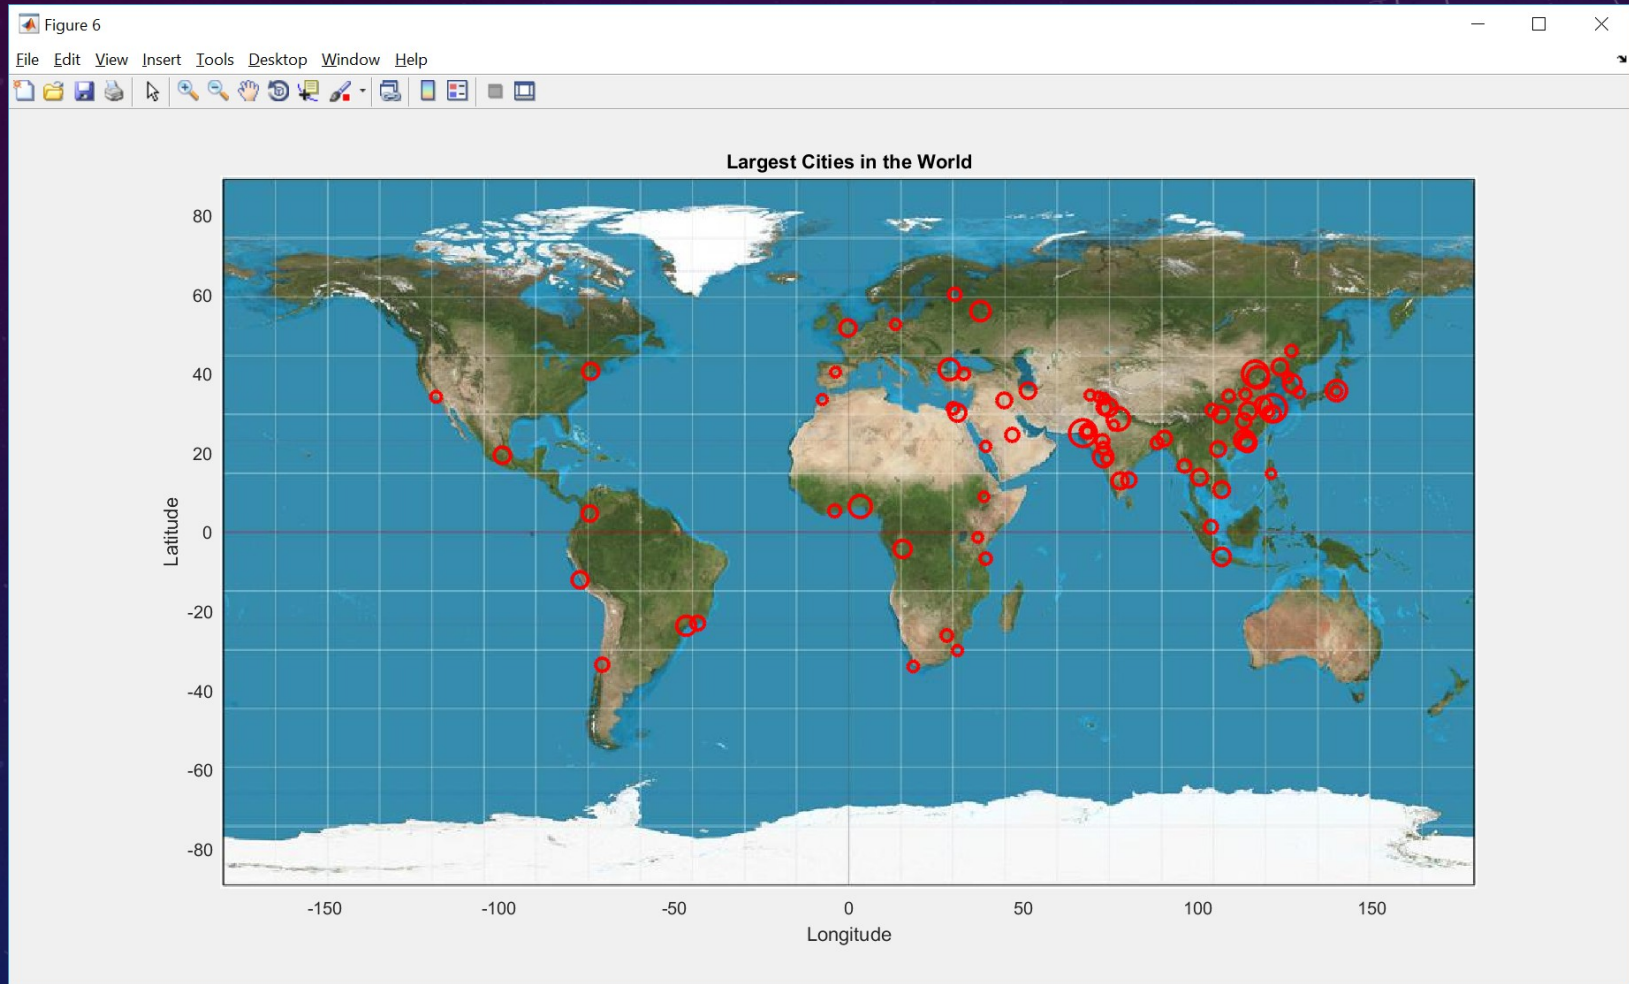 Figure 6
File Edit View Insert Tools Desktop Window Help
Largest Cities in the World
80
60
40
20
0
-20
-40
-60
-80
Latitude
-150 -100 -50 0 50 100 150
Longitude